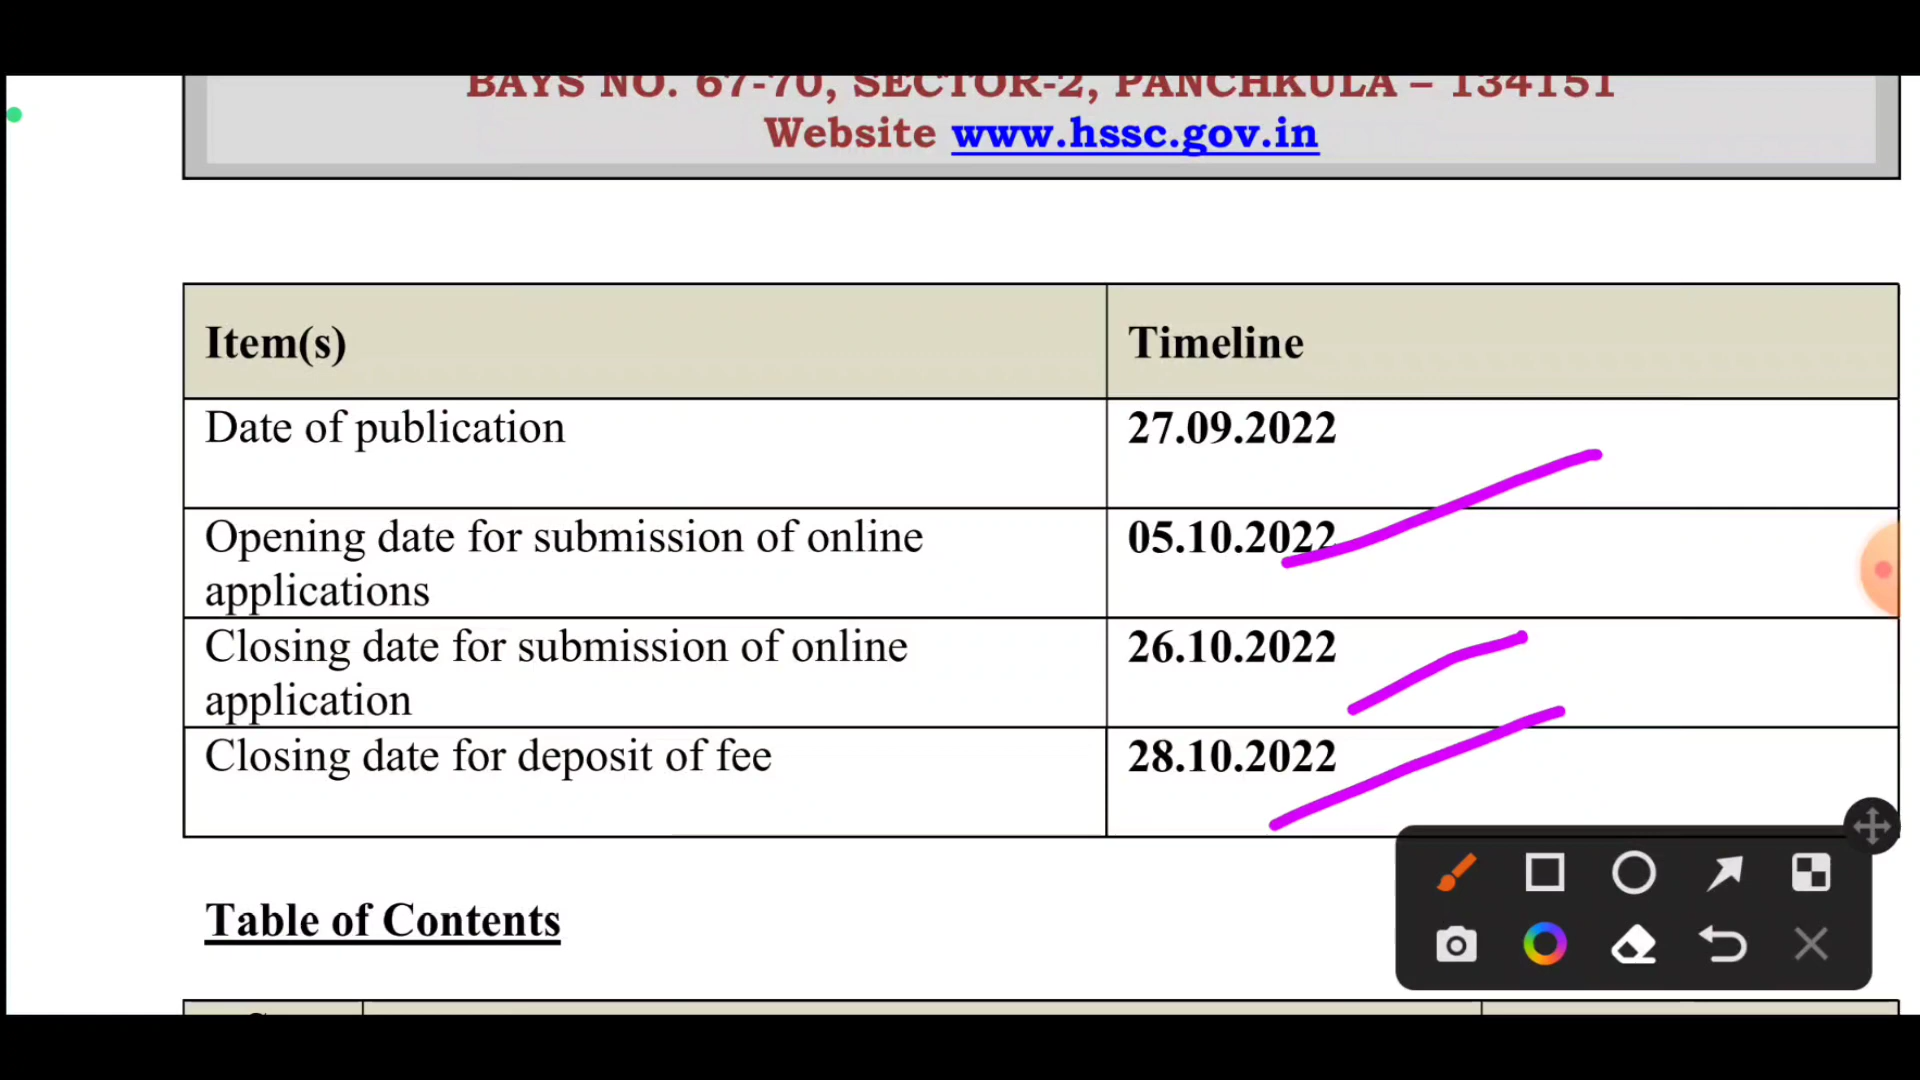 BAYS NO. 67-70, SECTOR-2, PANCHKULA – 134151
Website www.hssc.gov.in
Item(s) Timeline
Date of publication 27.09.2022
Opening date for submission of online 05.10.2022
applications
Closing date for submission of online 26.10.2022
application
Closing date for deposit of fee 28.10.2022
Table of Contents